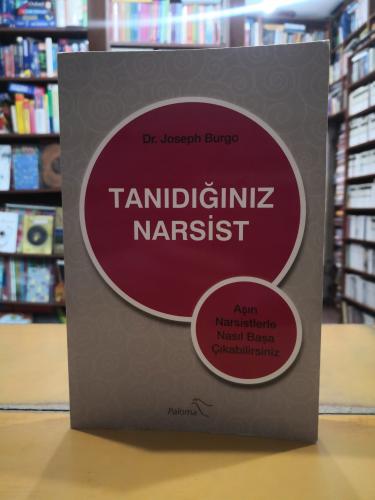 Dr. Joseph Burgo
TANIDIĞINIZ
NARSİST
Aşırı
Narsistlerle
Nasıl Başa
Çıkabilirsiniz
Paloma